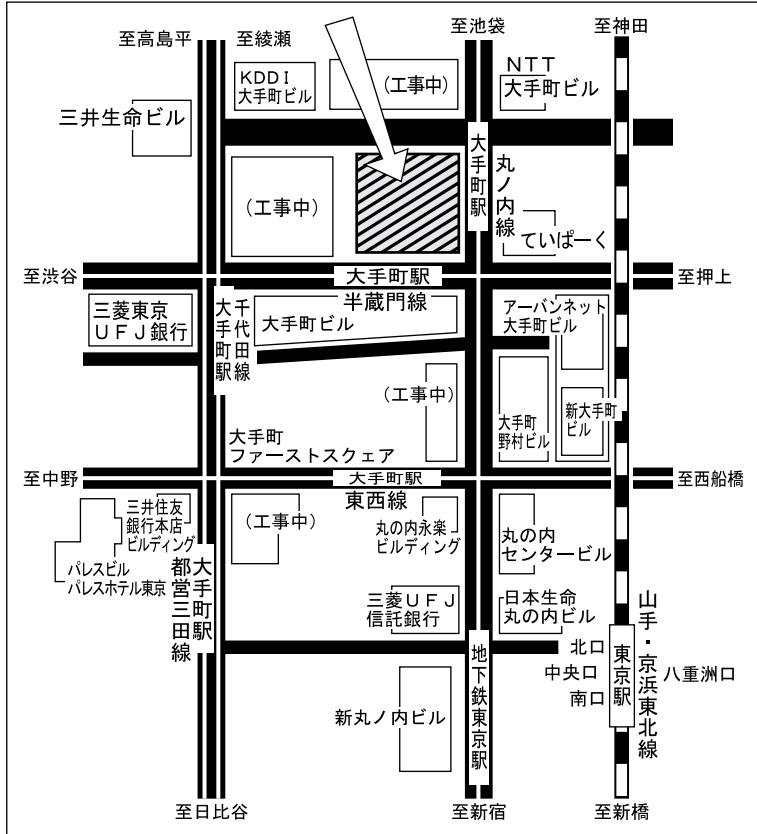 至高島平
至綾瀬
至池袋
至神田
KDDI
大手町ビル
(工事中)
NTT
大手町ビル
三井生命ビル
大手町駅
丸ノ内線
(工事中)
ていぱーく
至渋谷
大手町駅
至押上
半蔵門線
三菱東京
UFJ銀行
大手町駅
千代田線
大手町ビル
アーバンネット
大手町ビル
(工事中)
大手町
野村ビル
新大手町
ビル
大手町
ファーストスクェア
至中野
大手町駅
至西船橋
東西線
三井住友
銀行本店
ビルディング
(工事中)
丸の内永楽
ビルディング
丸の内
センタービル
パレスビル
パレスホテル東京
都営三田線
大手町駅
三菱UFJ
信託銀行
日本生命
丸の内ビル
北口
中央口
南口
東京駅
山手・京浜東北線
八重洲口
新丸ノ内ビル
地下鉄東京駅
至日比谷
至新宿
至新橋